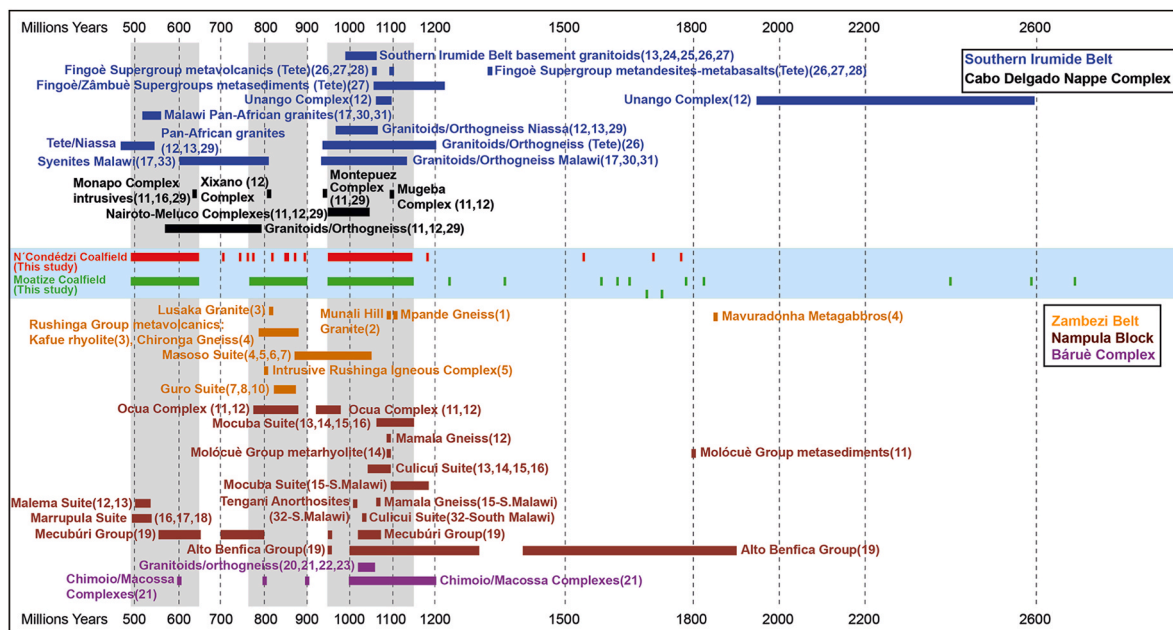 Millions Years 500 600 700 800 900 1000 1100 1200 1500 1700 1800 2000 2200 2400 2600
Southern Irumide Belt basement granitoids(13,24,25,26,27)
Southern Irumide Belt
Cabo Delgado Nappe Complex
Fingoè Supergroup metavolcanics (Tete)(26,27,28)
Fingoè Supergroup metandesites-metabasalts(Tete)(26,27,28)
Fingoè/Zâmbuè Supergroups metasediments (Tete)(27)
Unango Complex(12)
Unango Complex(12)
Malawi Pan-African granites(17,30,31)
Granitoids/Orthogneiss Niassa(12,13,29)
Tete/Niassa
Pan-African granites
(12,13,29)
Granitoids/Orthogneiss (Tete)(26)
Syenites Malawi(17,33)
Granitoids/Orthogneiss Malawi(17,30,31)
Monapo Complex
intrusives(11,16,29)
Xixano (12)
Complex
Montepuez
Complex
(11,29)
Mugeba
Complex (11,12)
Nairoto-Meluco Complexes(11,12,29)
Granitoids/Orthogneiss(11,12,29)
N´Condédzi Coalfield
(This study)
Moatize Coalfield
(This study)
Lusaka Granite(3)
Munali Hill
Granite(2)
Mpande Gneiss(1)
Mavuradonha Metagabbros(4)
Zambezi Belt
Nampula Block
Báruè Complex
Rushinga Group metavolcanics:
Kafue rhyolite(3), Chironga Gneiss(4)
Masoso Suite(4,5,6,7)
Intrusive Rushinga Igneous Complex(5)
Guro Suite(7,8,10)
Ocua Complex (11,12)
Ocua Complex (11,12)
Mocuba Suite(13,14,15,16)
Mamala Gneiss(12)
Molócuè Group metarhyolite(14)
Molócuè Group metasediments(11)
Culicui Suite(13,14,15,16)
Mocuba Suite(15-S.Malawi)
Malema Suite(12,13)
Tengani Anorthosites
(32-S.Malawi)
Mamala Gneiss(15-S.Malawi)
Marrupula Suite (16,17,18)
Culicui Suite(32-South Malawi)
Mecubúri Group(19)
Mecubúri Group(19)
Alto Benfica Group(19)
Alto Benfica Group(19)
Granitoids/orthogneiss(20,21,22,23)
Chimoio/Macossa
Complexes(21)
Chimoio/Macossa Complexes(21)
Millions Years 500 600 700 800 900 1000 1100 1200 1500 1700 1800 2000 2200 2400 2600